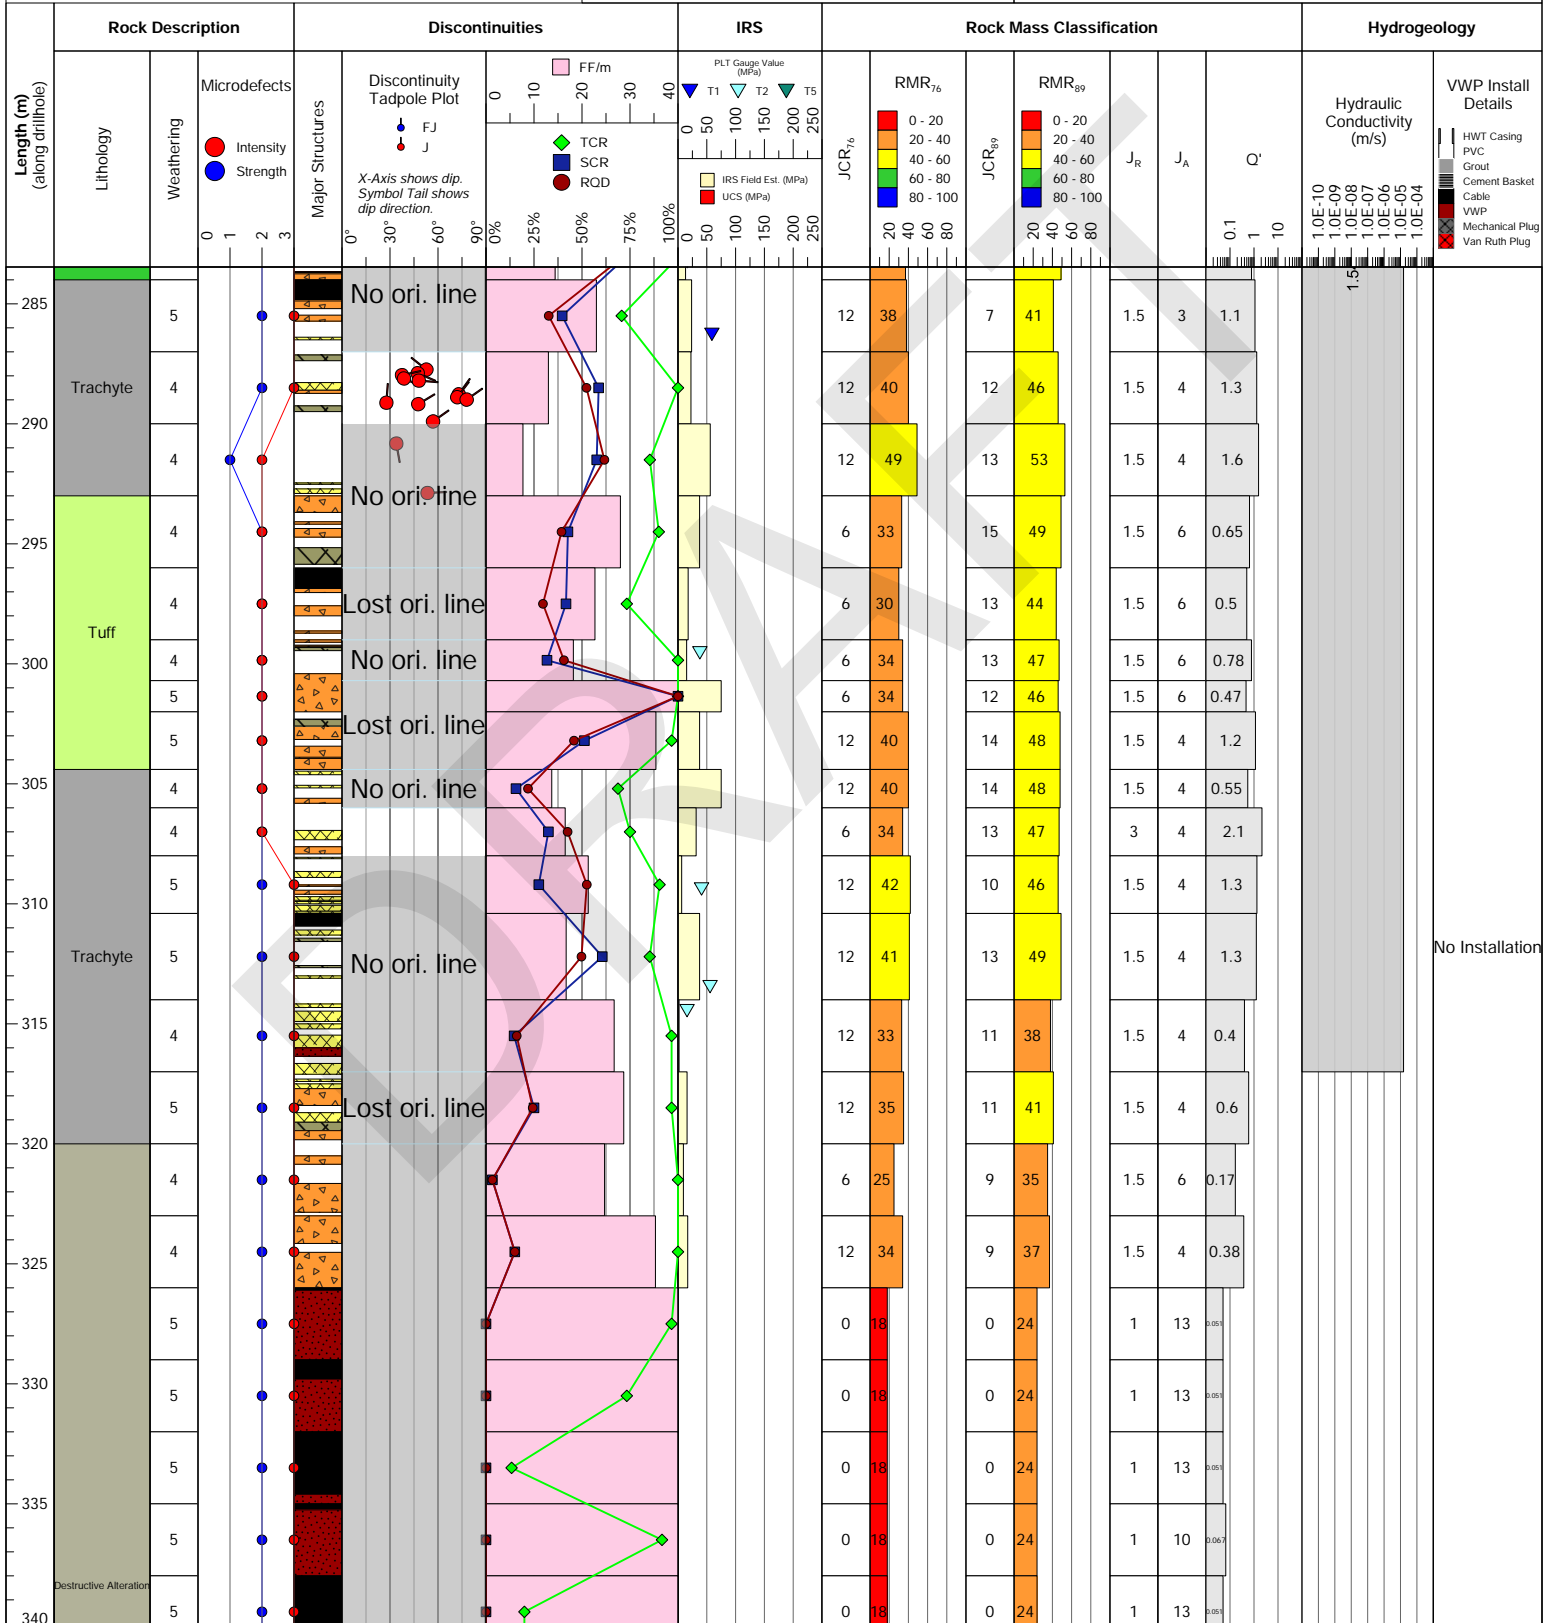 Rock Description Discontinuities IRS Rock Mass Classification Hydrogeology
Length (m)
(along drillhole)
Lithology
Weathering
Microdefects
Intensity
Strength
0 1 2 3
Major Structures
Discontinuity
Tadpole Plot
FJ
J
X-Axis shows dip.
Symbol Tail shows
dip direction.
0° 30° 60° 90°
FF/m
0 10 20 30 40
TCR
SCR
RQD
0% 25% 50% 75% 100%
PLT Gauge Value
(MPa)
T1 T2 T5
0 50 100 150 200 250
IRS Field Est. (MPa)
UCS (MPa)
0 50 100 150 200 250
JCR76
RMR76
0 - 20
20 - 40
40 - 60
60 - 80
80 - 100
20 40 60 80
JCR89
RMR89
0 - 20
20 - 40
40 - 60
60 - 80
80 - 100
20 40 60 80
JR
JA
Q'
0.1 1 10
Hydraulic
Conductivity
(m/s)
1.0E-10 1.0E-09 1.0E-08 1.0E-07 1.0E-06 1.0E-05 1.0E-04
VWP Install
Details
HWT Casing
PVC
Grout
Cement Basket
Cable
VWP
Mechanical Plug
Van Ruth Plug
DRAFT
No ori. line
285 5 12 38 7 41 1.5 3 1.1
Trachyte 4 12 40 12 46 1.5 4 1.3
290
4 12 49 13 53 1.5 4 1.6
No ori. line
295 4 6 33 15 49 1.5 6 0.65
4 Lost ori. line 6 30 13 44 1.5 6 0.5
Tuff
300 4 No ori. line 6 34 13 47 1.5 6 0.78
5 6 34 12 46 1.5 6 0.47
Lost ori. line
5 12 40 14 48 1.5 4 1.2
305 4 No ori. line 12 40 14 48 1.5 4 0.55
4 6 34 13 47 3 4 2.1
5 12 42 10 46 1.5 4 1.3
310
Trachyte 5 No ori. line 12 41 13 49 1.5 4 1.3 No Installation
315 4 12 33 11 38 1.5 4 0.4
5 Lost ori. line 12 35 11 41 1.5 4 0.6
320
4 6 25 9 35 1.5 6 0.17
4 12 34 9 37 1.5 4 0.38
325
5 0 18 0 24 1 13 0.051
330 5 0 18 0 24 1 13 0.051
5 0 18 0 24 1 13 0.051
335
5 0 18 0 24 1 10 0.067
Destructive Alteration
340 5 0 18 0 24 1 13 0.051